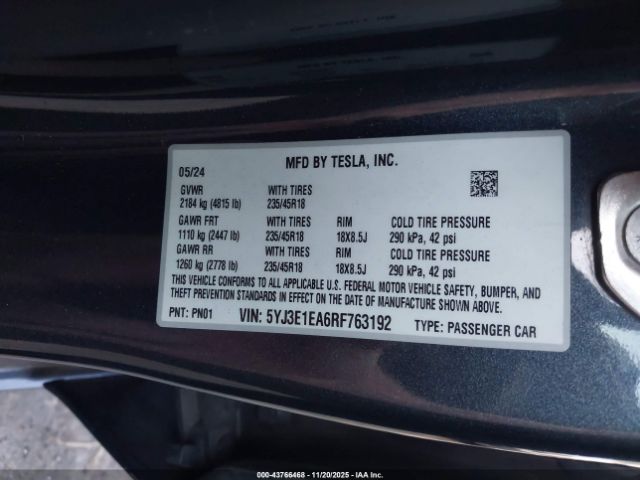 MFD BY TESLA, INC.
05/24
GVWR WITH TIRES
2184 kg (4815 lb) 235/45R18
GAWR FRT WITH TIRES RIM COLD TIRE PRESSURE
1110 kg (2447 lb) 235/45R18 18X8.5J 290 kPa, 42 psi
GAWR RR WITH TIRES RIM COLD TIRE PRESSURE
1260 kg (2778 lb) 235/45R18 18X8.5J 290 kPa, 42 psi
THIS VEHICLE CONFORMS TO ALL APPLICABLE U.S. FEDERAL MOTOR VEHICLE SAFETY, BUMPER, AND
THEFT PREVENTION STANDARDS IN EFFECT ON THE DATE OF MANUFACTURE SHOWN ABOVE.
PNT: PN01 VIN: 5YJ3E1EA6RF763192 TYPE: PASSENGER CAR
000-43766468 - 11/20/2025 - IAA Inc.